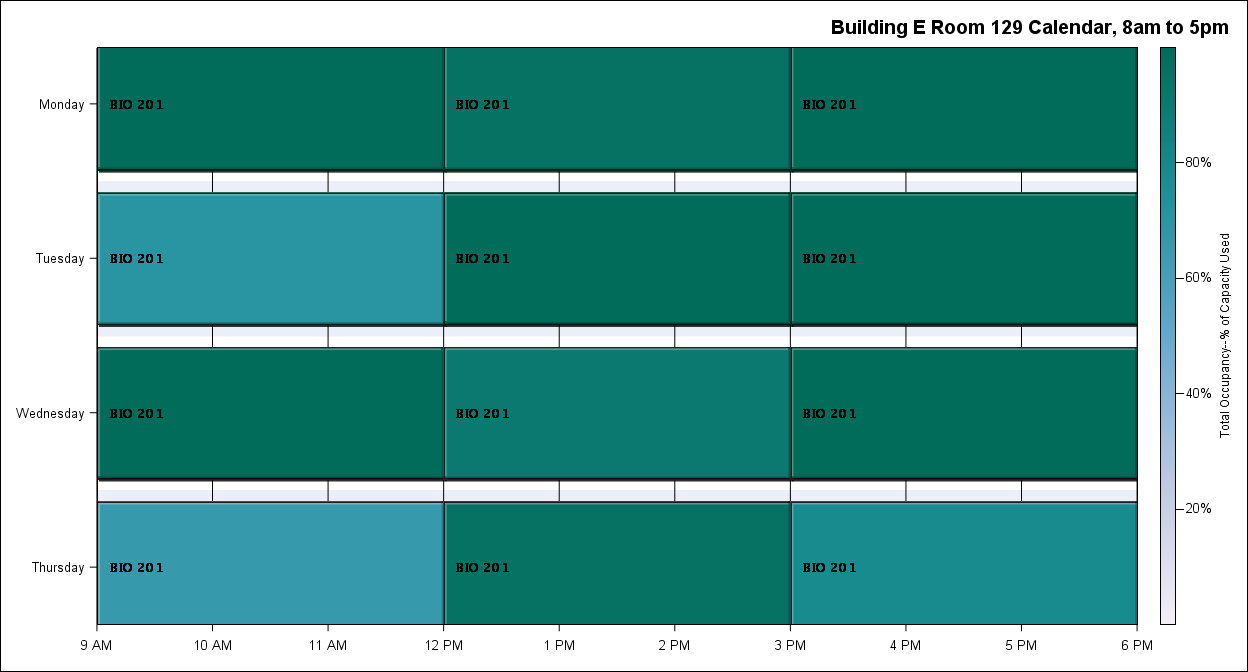 Building E Room 129 Calendar, 8am to 5pm
Monday
BIO 201
BIO 201
BIO 201
80%
Tuesday
BIO 201
BIO 201
BIO 201
60%
Total Occupancy--% of Capacity Used
40%
Wednesday
BIO 201
BIO 201
BIO 201
20%
Thursday
BIO 201
BIO 201
BIO 201
9 AM
10 AM
11 AM
12 PM
1 PM
2 PM
3 PM
4 PM
5 PM
6 PM